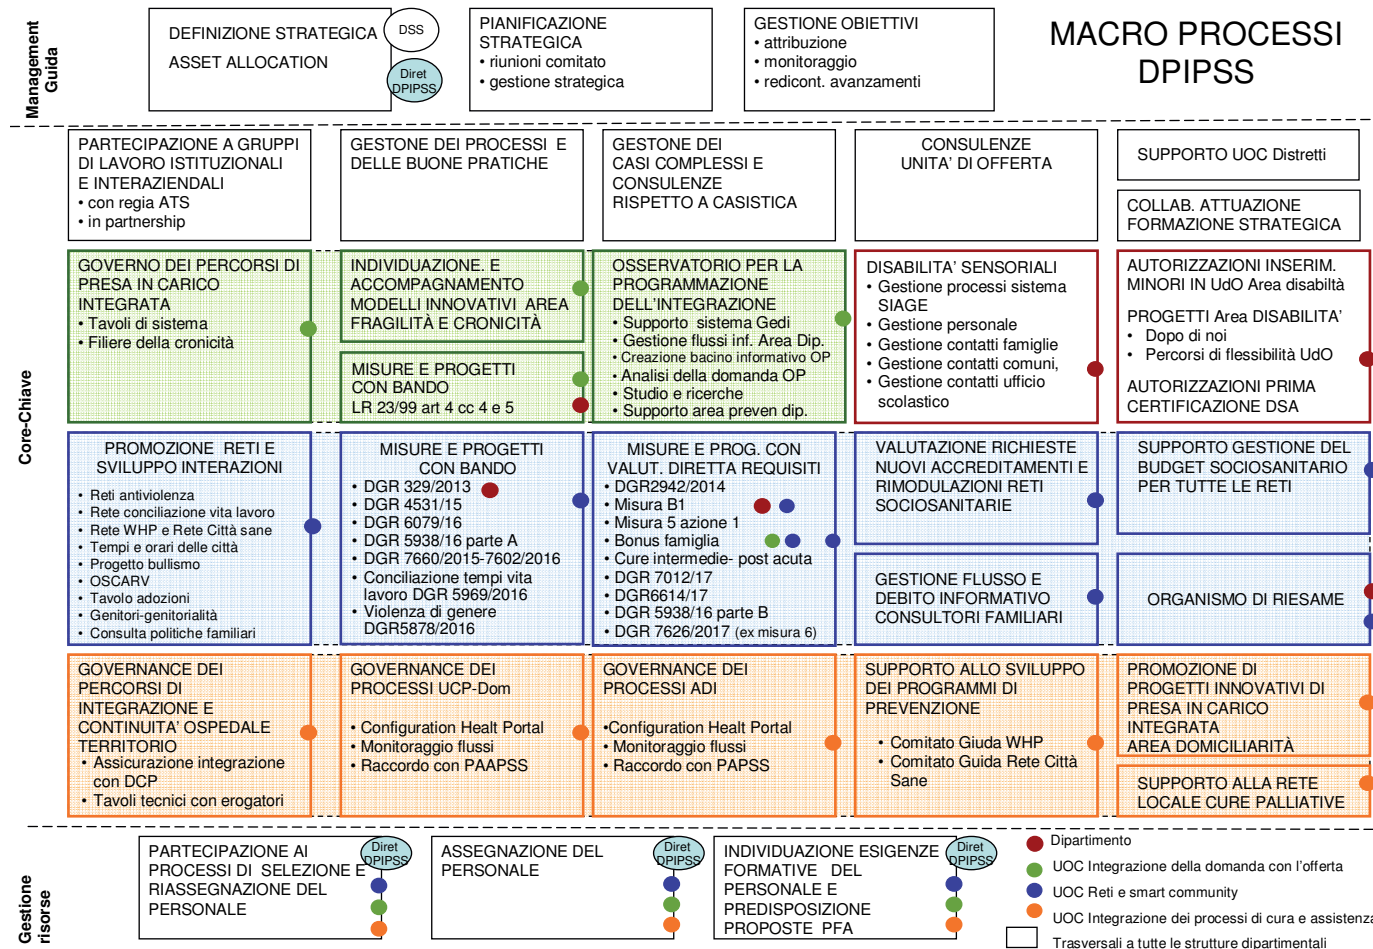 MACRO PROCESSI
DPIPSS
Management
Guida
DEFINIZIONE STRATEGICA
ASSET ALLOCATION
DSS
Diret
DPIPSS
PIANIFICAZIONE
STRATEGICA
• riunioni comitato
• gestione strategica
GESTIONE OBIETTIVI
• attribuzione
• monitoraggio
• redicont. avanzamenti
Core-Chiave
PARTECIPAZIONE A GRUPPI
DI LAVORO ISTITUZIONALI
E INTERAZIENDALI
• con regia ATS
• in partnership
GESTONE DEI PROCESSI E
DELLE BUONE PRATICHE
GESTONE DEI
CASI COMPLESSI E
CONSULENZE
RISPETTO A CASISTICA
CONSULENZE
UNITA' DI OFFERTA
SUPPORTO UOC Distretti
COLLAB. ATTUAZIONE
FORMAZIONE STRATEGICA
GOVERNO DEI PERCORSI DI
PRESA IN CARICO
INTEGRATA
• Tavoli di sistema
• Filiere della cronicità
INDIVIDUAZIONE. E
ACCOMPAGNAMENTO
MODELLI INNOVATIVI AREA
FRAGILITÀ E CRONICITÀ
MISURE E PROGETTI
CON BANDO
LR 23/99 art 4 cc 4 e 5
OSSERVATORIO PER LA
PROGRAMMAZIONE
DELL'INTEGRAZIONE
• Supporto sistema Gedi
• Gestione flussi inf. Area Dip.
• Creazione bacino informativo OP
• Analisi della domanda OP
• Studio e ricerche
• Supporto area preven dip.
DISABILITA' SENSORIALI
• Gestione processi sistema
SIAGE
• Gestione personale
• Gestione contatti famiglie
• Gestione contatti comuni,
• Gestione contatti ufficio
scolastico
AUTORIZZAZIONI INSERIM.
MINORI IN UdO Area disabiltà
PROGETTI Area DISABILITA'
• Dopo di noi
• Percorsi di flessibilità UdO
AUTORIZZAZIONI PRIMA
CERTIFICAZIONE DSA
PROMOZIONE RETI E
SVILUPPO INTERAZIONI
• Reti antiviolenza
• Rete conciliazione vita lavoro
• Rete WHP e Rete Città sane
• Tempi e orari delle città
• Progetto bullismo
• OSCARV
• Tavolo adozioni
• Genitori-genitorialità
• Consulta politiche familiari
MISURE E PROGETTI
CON BANDO
• DGR 329/2013
• DGR 4531/15
• DGR 6079/16
• DGR 5938/16 parte A
• DGR 7660/2015-7602/2016
• Conciliazione tempi vita
lavoro DGR 5969/2016
• Violenza di genere
DGR5878/2016
MISURE E PROG. CON
VALUT. DIRETTA REQUISITI
• DGR2942/2014
• Misura B1
• Misura 5 azione 1
• Bonus famiglia
• Cure intermedie- post acuta
• DGR 7012/17
• DGR6614/17
• DGR 5938/16 parte B
• DGR 7626/2017 (ex misura 6)
VALUTAZIONE RICHIESTE
NUOVI ACCREDITAMENTI E
RIMODULAZIONI RETI
SOCIOSANITARIE
GESTIONE FLUSSO E
DEBITO INFORMATIVO
CONSULTORI FAMILIARI
SUPPORTO GESTIONE DEL
BUDGET SOCIOSANITARIO
PER TUTTE LE RETI
ORGANISMO DI RIESAME
GOVERNANCE DEI
PERCORSI DI
INTEGRAZIONE E
CONTINUITA' OSPEDALE
TERRITORIO
• Assicurazione integrazione
con DCP
• Tavoli tecnici con erogatori
GOVERNANCE DEI
PROCESSI UCP-Dom
• Configuration Healt Portal
• Monitoraggio flussi
• Raccordo con PAAPSS
GOVERNANCE DEI
PROCESSI ADI
•Configuration Healt Portal
• Monitoraggio flussi
• Raccordo con PAPSS
SUPPORTO ALLO SVILUPPO
DEI PROGRAMMI DI
PREVENZIONE
• Comitato Giuda WHP
• Comitato Guida Rete Città
Sane
PROMOZIONE DI
PROGETTI INNOVATIVI DI
PRESA IN CARICO
INTEGRATA
AREA DOMICILIARITÀ
SUPPORTO ALLA RETE
LOCALE CURE PALLIATIVE
Gestione
risorse
PARTECIPAZIONE AI
PROCESSI DI SELEZIONE E
RIASSEGNAZIONE DEL
PERSONALE
Diret
DPIPSS
ASSEGNAZIONE DEL
PERSONALE
Diret
DPIPSS
INDIVIDUAZIONE ESIGENZE
FORMATIVE DEL
PERSONALE E
PREDISPOSIZIONE
PROPOSTE PFA
Diret
DPIPSS
Dipartimento
UOC Integrazione della domanda con l'offerta
UOC Reti e smart community
UOC Integrazione dei processi di cura e assistenza
Trasversali a tutte le strutture dipartimentali